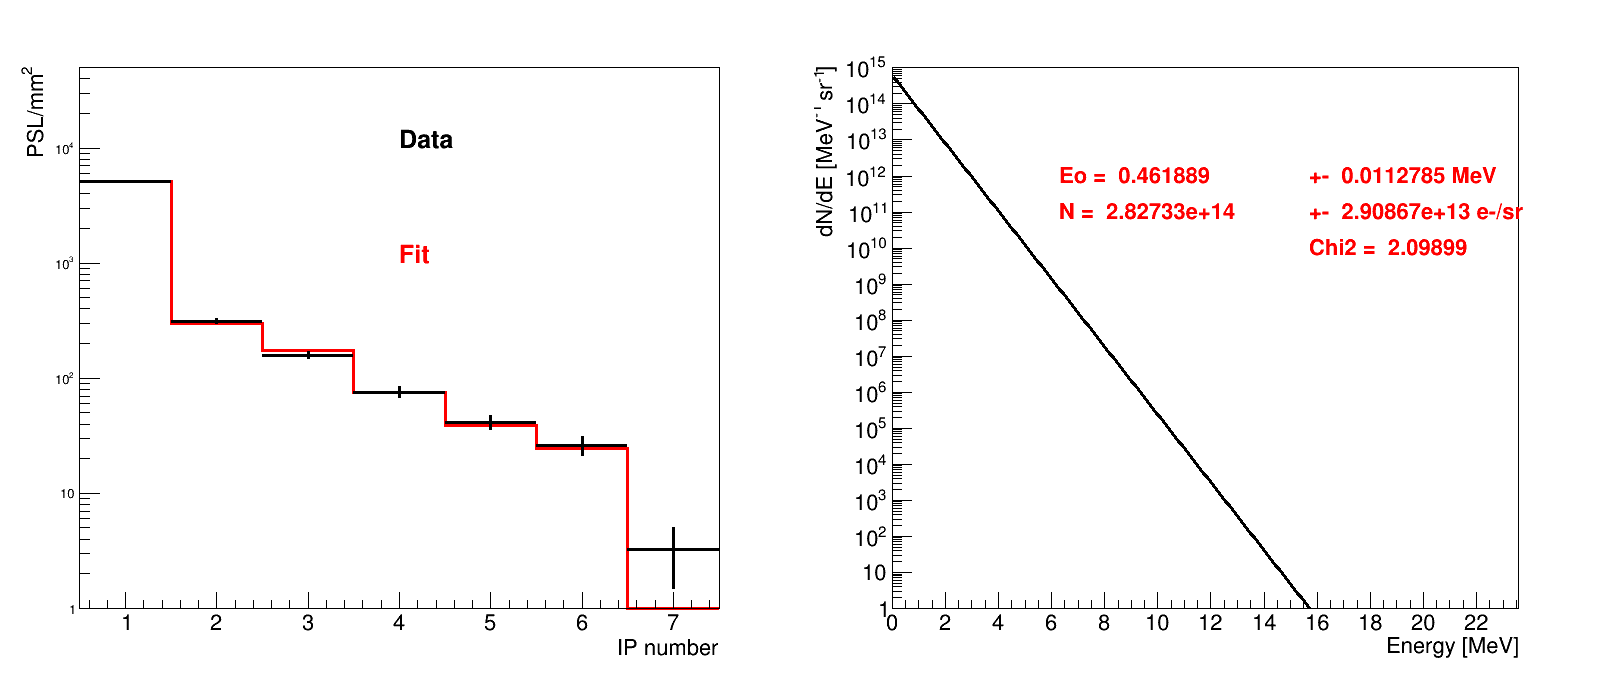 PSL/mm²
10⁴
10³
10²
10
1
Data
Fit
1 2 3 4 5 6 7
IP number
dN/dE [MeV⁻¹ sr⁻¹]
10¹⁵
10¹⁴
10¹³
10¹²
10¹¹
10¹⁰
10⁹
10⁸
10⁷
10⁶
10⁵
10⁴
10³
10²
10
1
Eo = 0.461889 +- 0.0112785 MeV
N = 2.82733e+14 +- 2.90867e+13 e-/sr
Chi2 = 2.09899
0 2 4 6 8 10 12 14 16 18 20 22
Energy [MeV]